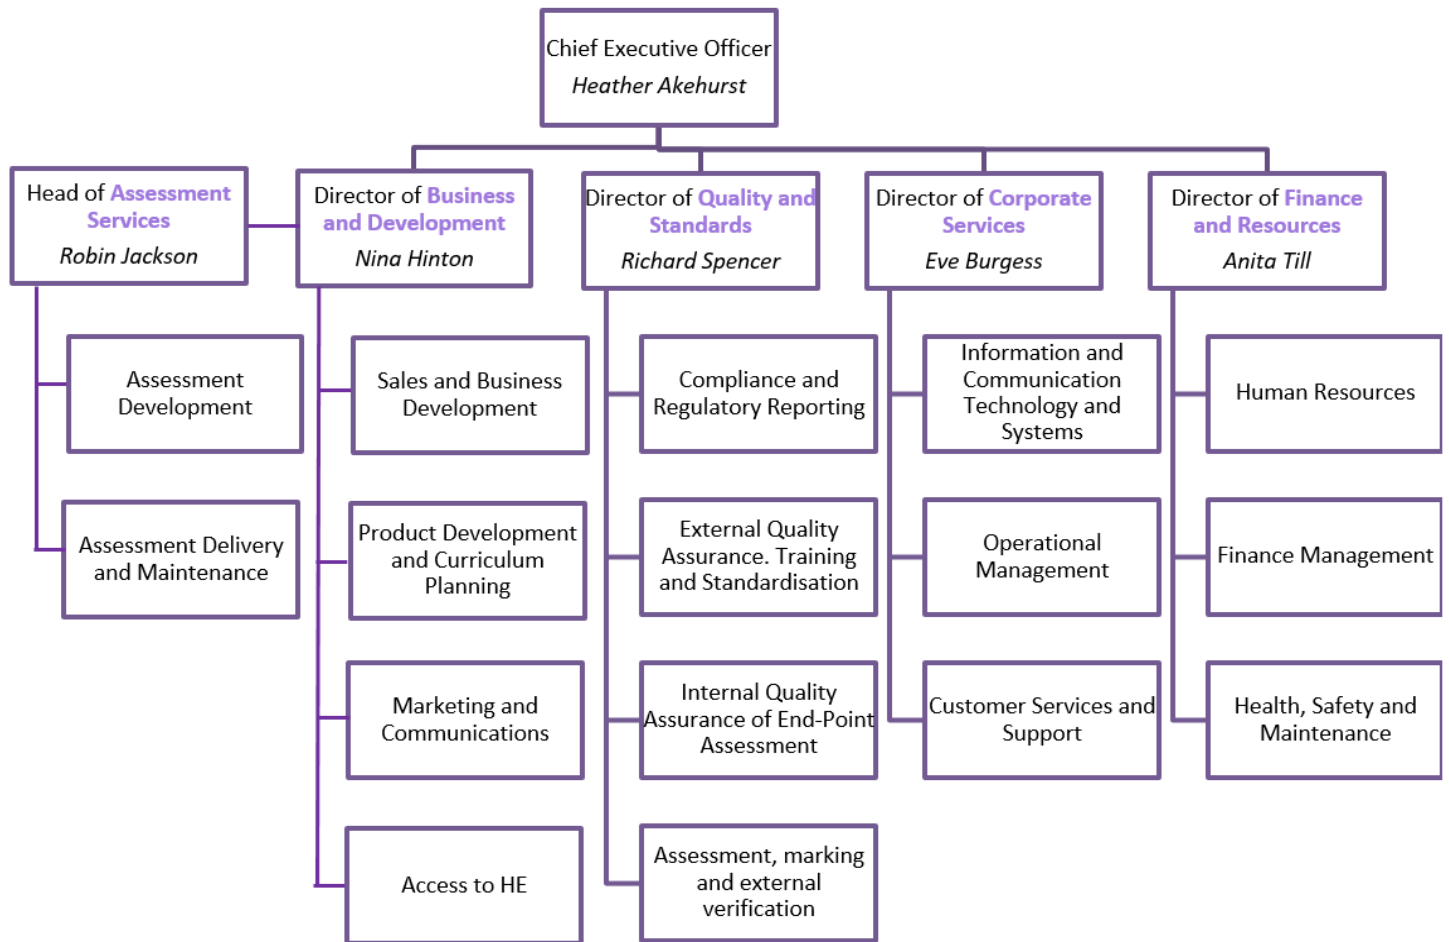 Chief Executive Officer
Heather Akehurst
Head of Assessment
Services
Robin Jackson
Director of Business
and Development
Nina Hinton
Director of Quality and
Standards
Richard Spencer
Director of Corporate
Services
Eve Burgess
Director of Finance
and Resources
Anita Till
Assessment
Development
Assessment Delivery
and Maintenance
Sales and Business
Development
Product Development
and Curriculum
Planning
Marketing and
Communications
Access to HE
Compliance and
Regulatory Reporting
External Quality
Assurance. Training
and Standardisation
Internal Quality
Assurance of End-Point
Assessment
Assessment, marking
and external
verification
Information and
Communication
Technology and
Systems
Operational
Management
Customer Services and
Support
Human Resources
Finance Management
Health, Safety and
Maintenance